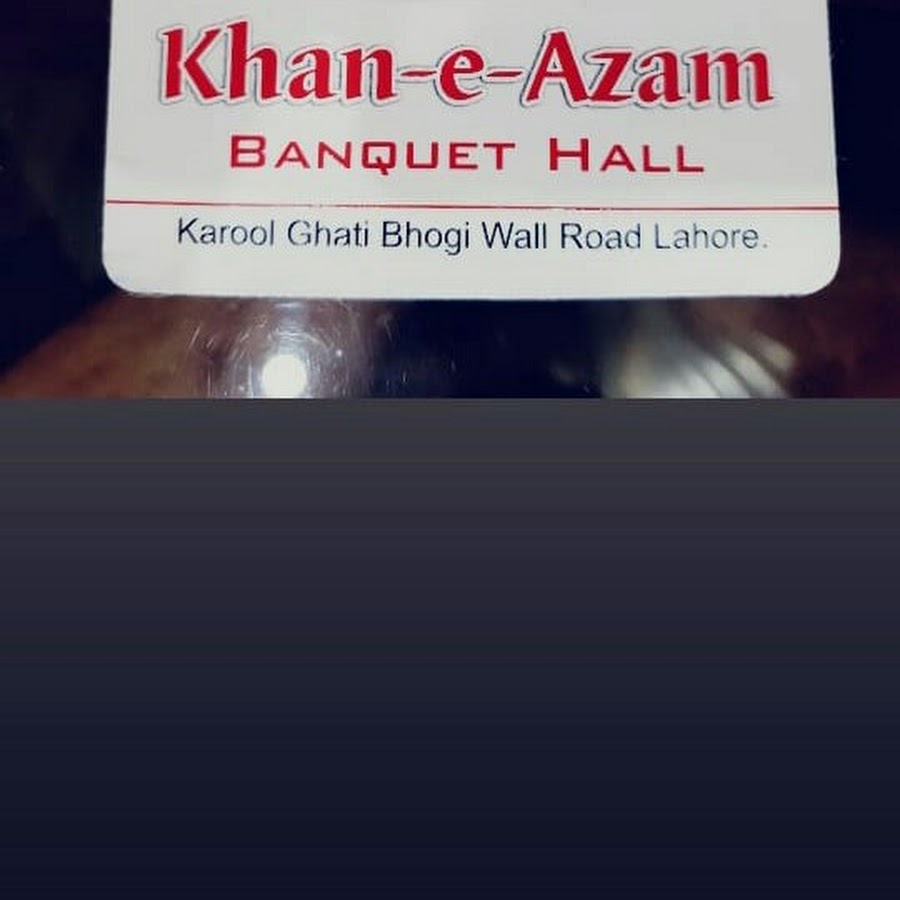 Khan-e-Azam
BANQUET HALL
Karool Ghati Bhogi Wall Road Lahore.